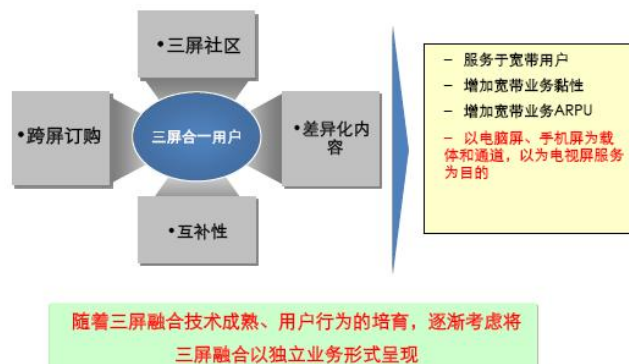 •三屏社区
•跨屏订购
三屏合一用户
•差异化内
容
•互补性
– 服务于宽带用户
– 增加宽带业务黏性
– 增加宽带业务ARPU
– 以电脑屏、手机屏为载
体和通道，以为电视屏服务
为目的
随着三屏融合技术成熟、用户行为的培育，逐渐考虑将
三屏融合以独立业务形式呈现